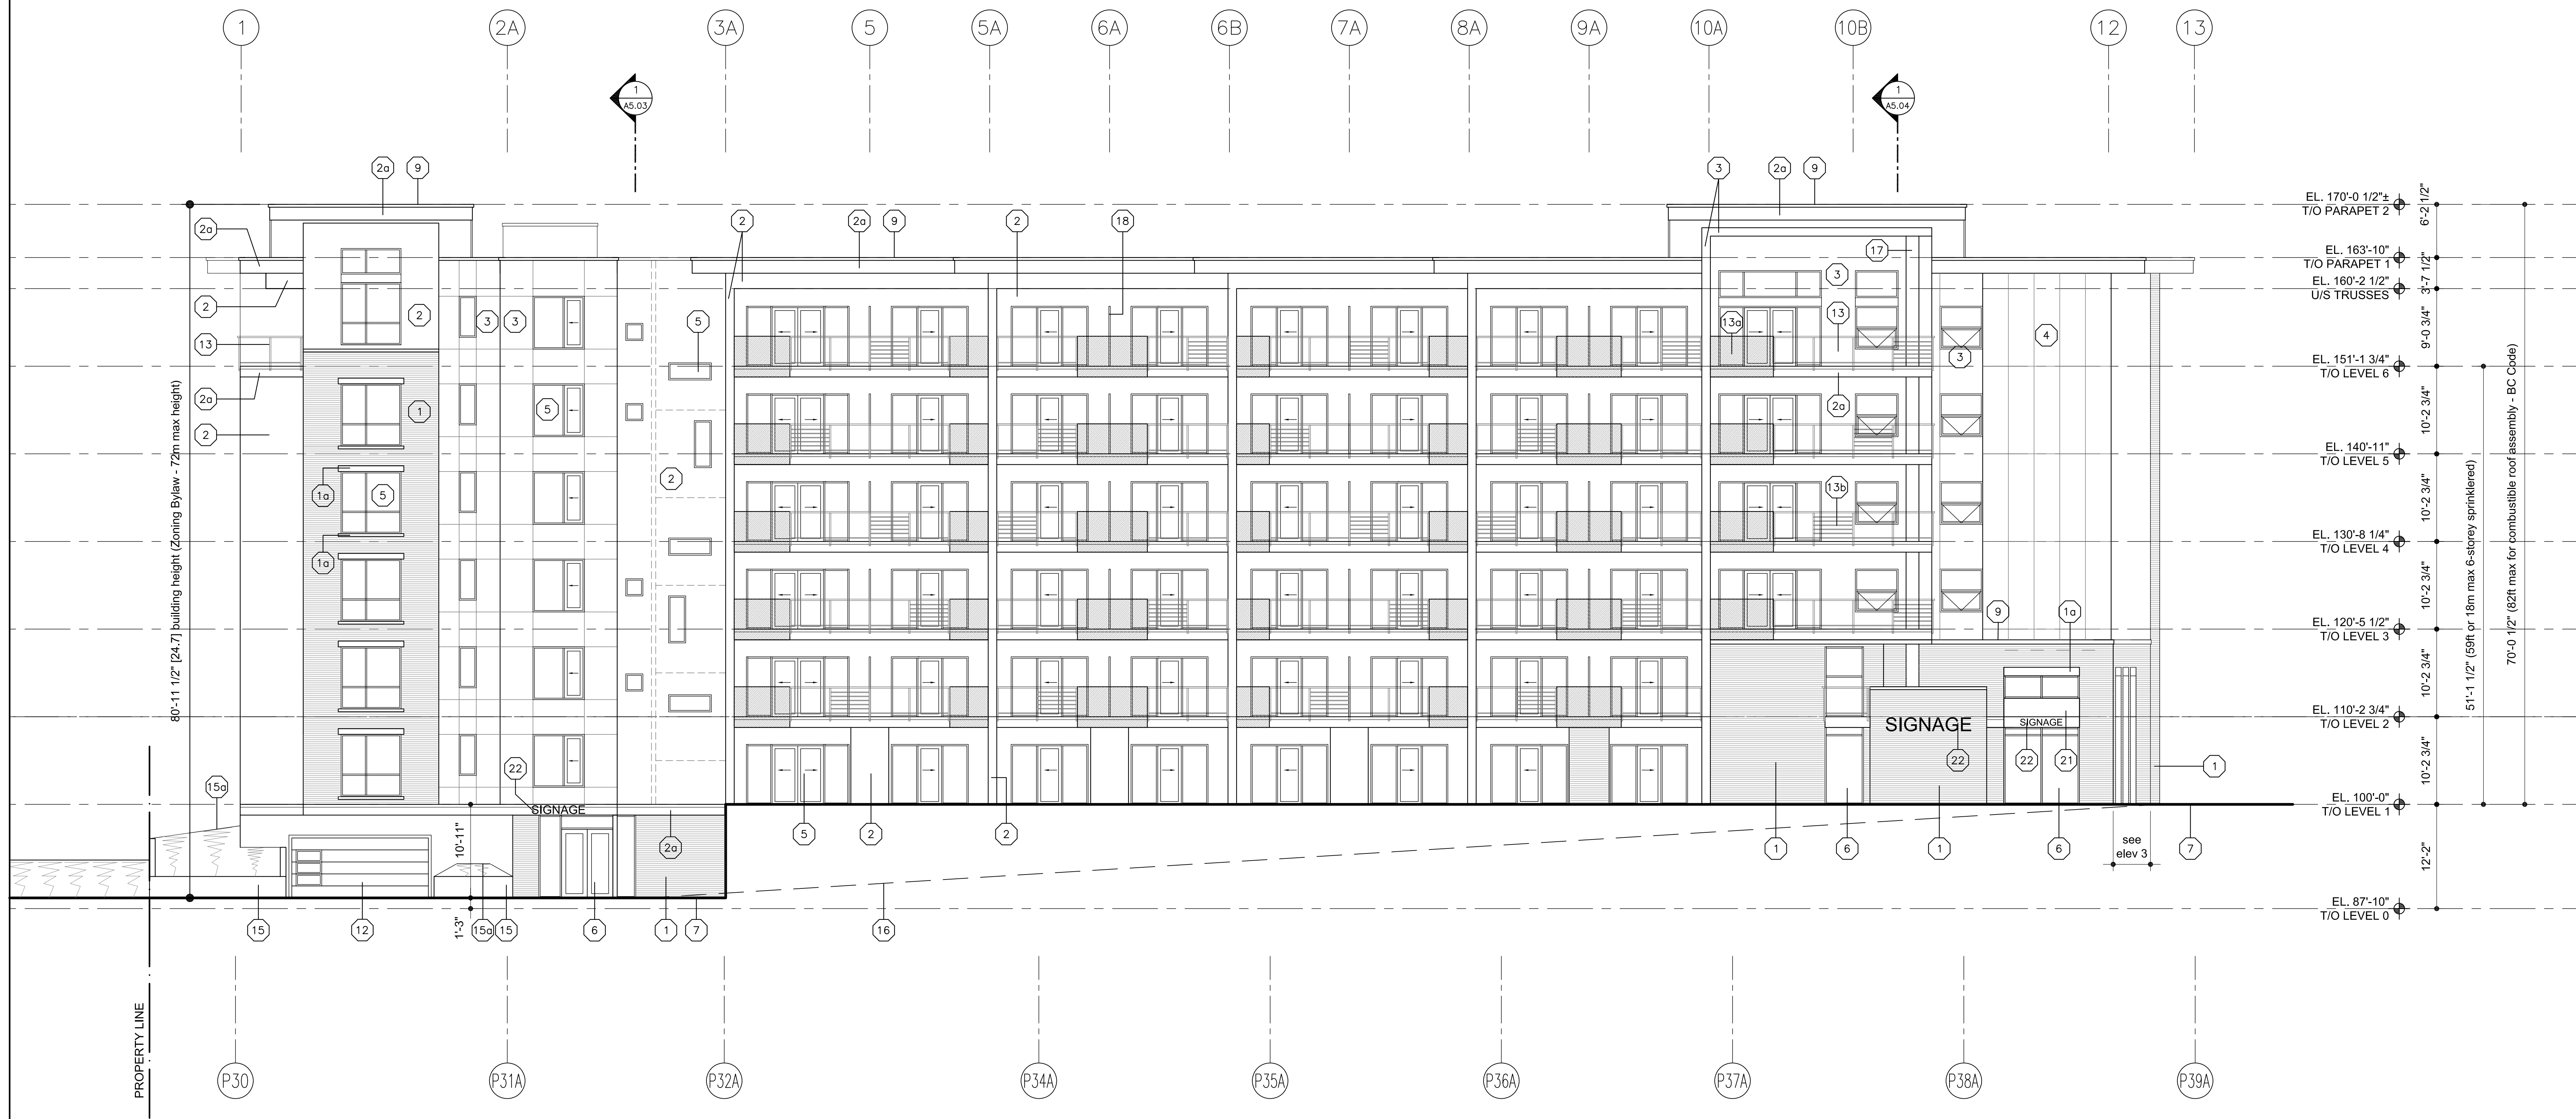 1
2A
3A
5
5A
6A
6B
7A
8A
9A
10A
10B
12
13
1
A5.03
1
A5.04
2a
9
3
2a
9
2a
2
2a
9
2
18
17
EL. 170'-0 1/2"±
T/O PARAPET 2
6'-2 1/2"
EL. 163'-10"
T/O PARAPET 1
3'-7 1/2"
EL. 160'-2 1/2"
U/S TRUSSES
9'-0 3/4"
2
2
3
3
5
3
13a
13
4
3
13
2a
EL. 151'-1 3/4"
T/O LEVEL 6
10'-2 3/4"
1
5
2a
2
2
EL. 140'-11"
T/O LEVEL 5
10'-2 3/4"
1a
5
1a
13b
EL. 130'-8 1/4"
T/O LEVEL 4
10'-2 3/4"
9
1a
EL. 120'-5 1/2"
T/O LEVEL 3
10'-2 3/4"
80'-11 1/2" [24.7] building height (Zoning Bylaw - 72m max height)
51'-1 1/2" (59ft or 18m max 6-storey sprinklered)
70'-0 1/2" (82ft max for combustible roof assembly - BC Code)
SIGNAGE
SIGNAGE
EL. 110'-2 3/4"
T/O LEVEL 2
10'-2 3/4"
22
22
22
21
1
15a
SIGNAGE
EL. 100'-0"
T/O LEVEL 1
10'-11"
2a
5
2
2
1
6
1
6
see
elev 3
7
12'-2"
EL. 87'-10"
T/O LEVEL 0
15
12
1'-3"
15a
15
6
1
7
16
PROPERTY LINE
P30
P31A
P32A
P34A
P35A
P36A
P37A
P38A
P39A